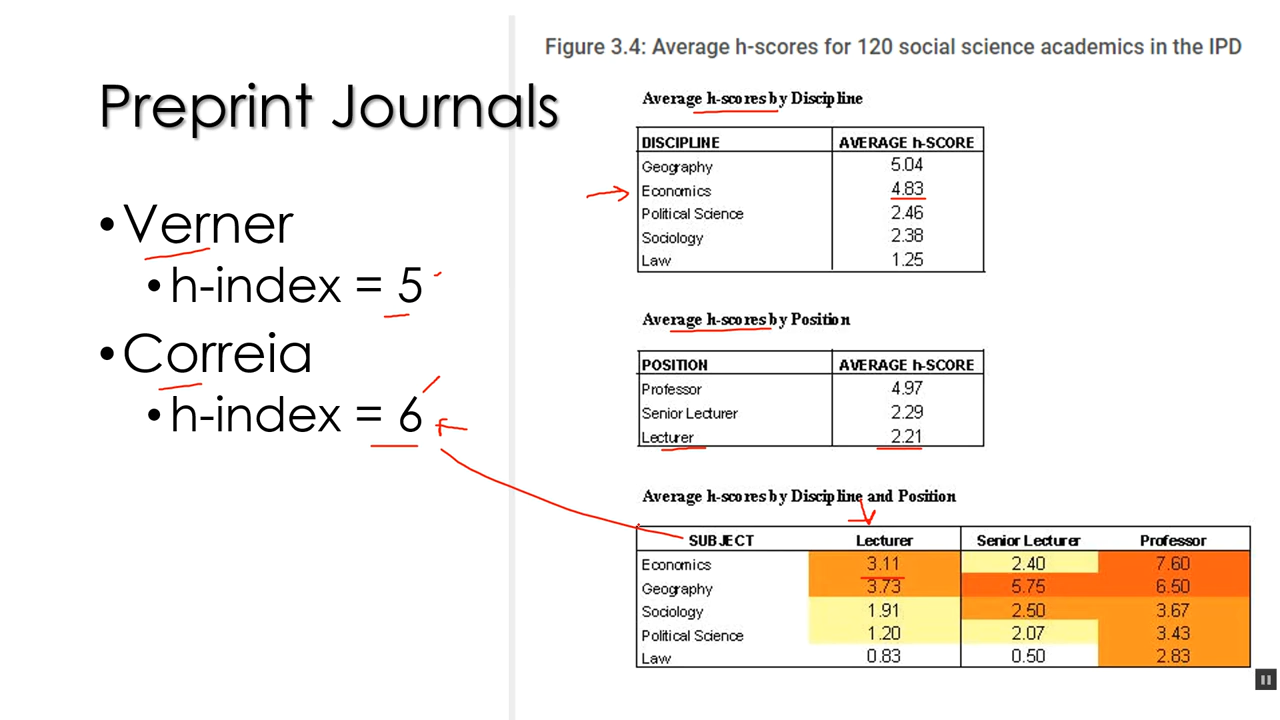 Preprint Journals
• Verner
• h-index = 5
• Correia
• h-index = 6
Figure 3.4: Average h-scores for 120 social science academics in the IPD
Average h-scores by Discipline
DISCIPLINE AVERAGE h-SCORE
Geography 5.04
Economics 4.83
Political Science 2.46
Sociology 2.38
Law 1.25
Average h-scores by Position
POSITION AVERAGE h-SCORE
Professor 4.97
Senior Lecturer 2.29
Lecturer 2.21
Average h-scores by Discipline and Position
SUBJECT Lecturer Senior Lecturer Professor
Economics 3.11 2.40 7.60
Geography 3.73 5.75 6.50
Sociology 1.91 2.50 3.67
Political Science 1.20 2.07 3.43
Law 0.83 0.50 2.83